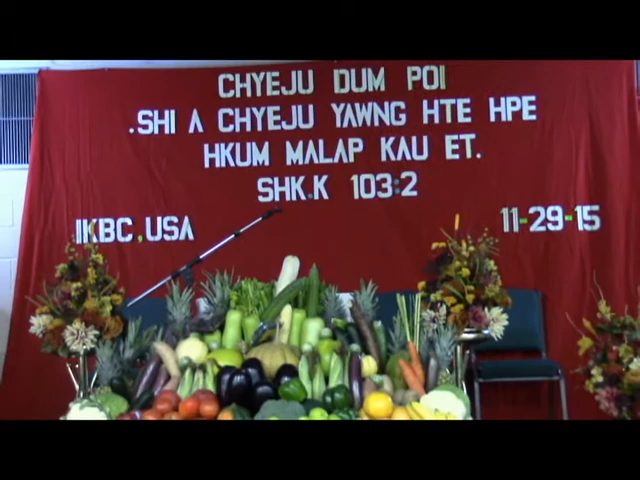 CHYEJU DUM POI
.SHI A CHYEJU YAWNG HTE HPE
HKUM MALAP KAU ET.
SHK.K 103:2
IKBC,USA
11-29-15